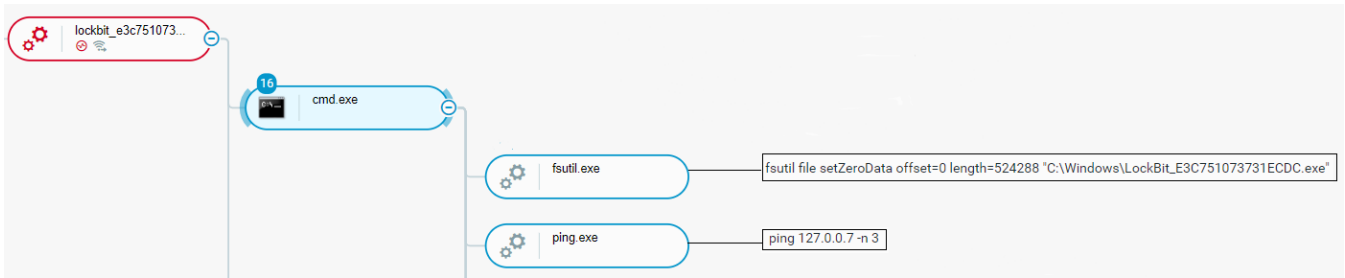 lockbit_e3c751073...
16
cmd.exe
fsutil.exe
fsutil file setZeroData offset=0 length=524288 "C:\Windows\LockBit_E3C751073731ECDC.exe"
ping.exe
ping 127.0.0.7 -n 3